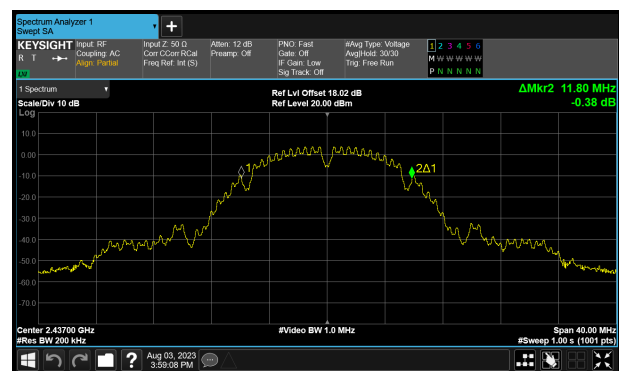 Spectrum Analyzer 1
Swept SA
+
KEYSIGHT Input: RF Input Z: 50 Ω Atten: 12 dB PNO: Fast #Avg Type: Voltage 1 2 3 4 5 6
R T Coupling: AC Corr CCorr RCal Preamp: Off Gate: Off Avg|Hold: 30/30 M W W W W W
Align: Partial Freq Ref: Int (S) IF Gain: Low Trig: Free Run
Sig Track: Off P N N N N N
LXI
1 Spectrum Ref Lvl Offset 18.02 dB ΔMkr2 11.80 MHz
Scale/Div 10 dB Ref Level 20.00 dBm -0.38 dB
Log
10.0
0.00
1 2Δ1
-10.0
-20.0
-30.0
-40.0
-50.0
-60.0
-70.0
Center 2.43700 GHz #Video BW 1.0 MHz Span 40.00 MHz
#Res BW 200 kHz #Sweep 1.00 s (1001 pts)
? Aug 03, 2023
3:59:08 PM